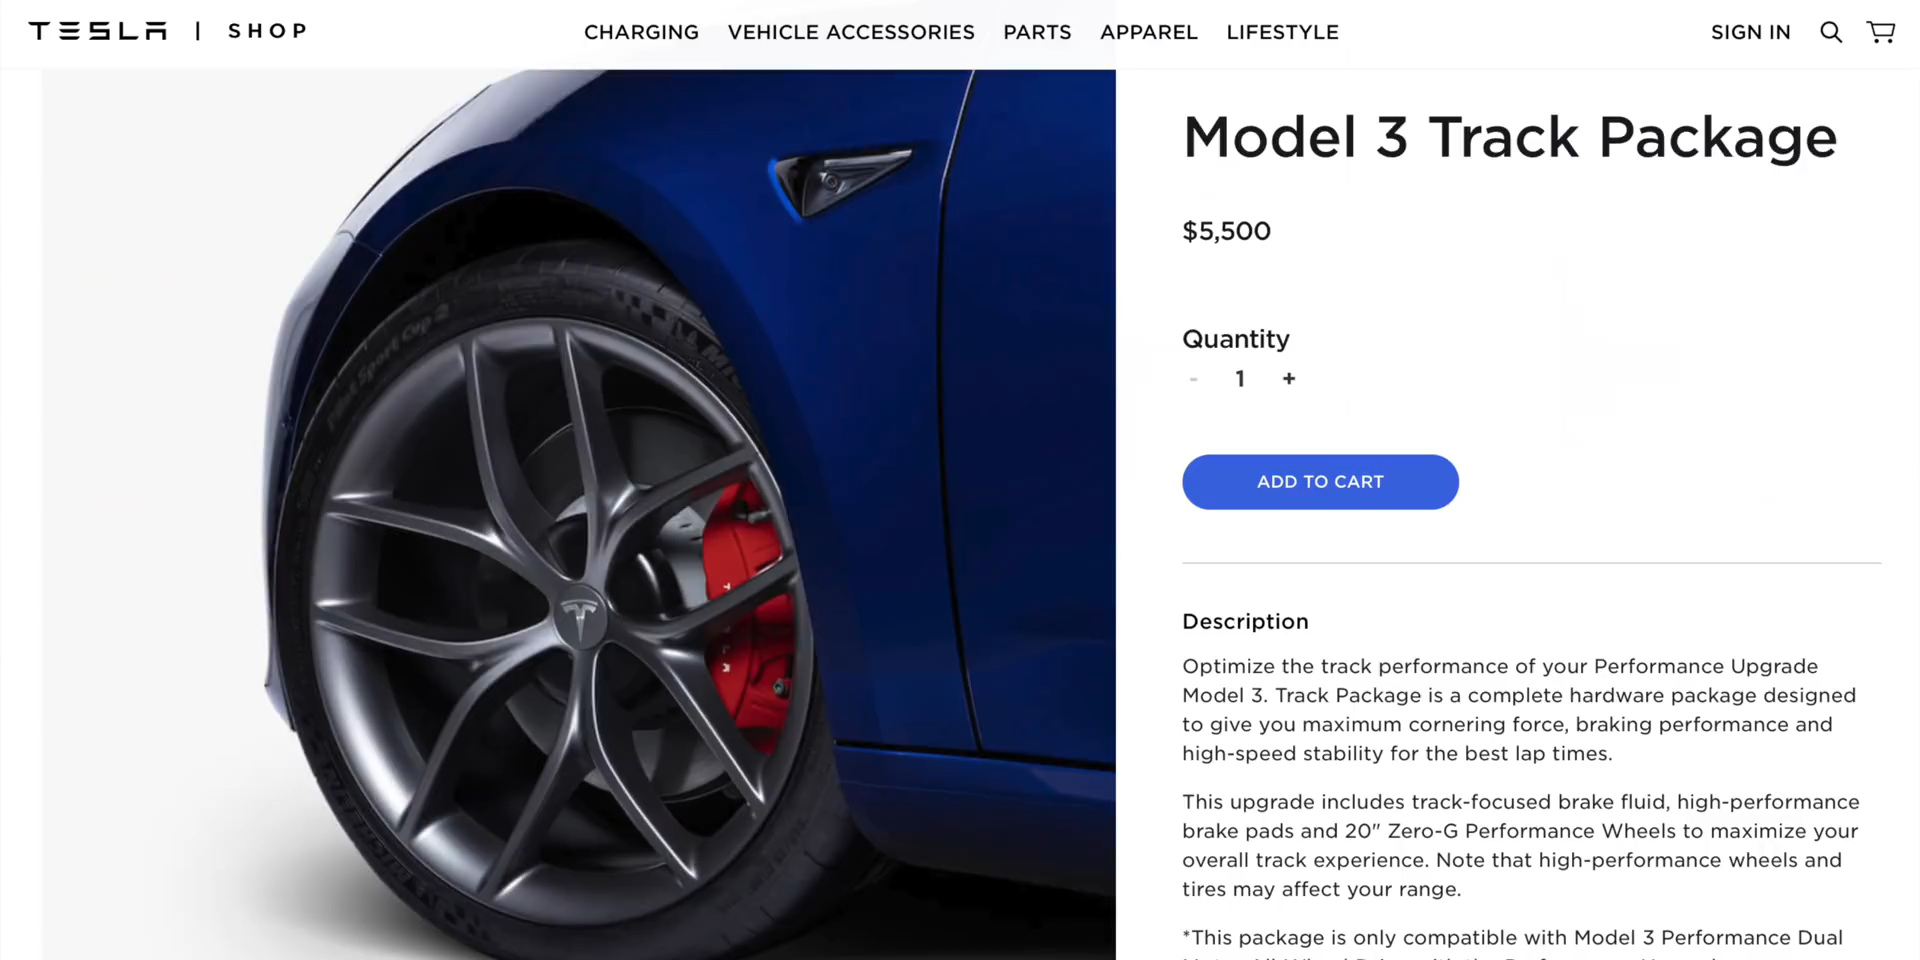 TESLA | SHOP
CHARGING VEHICLE ACCESSORIES PARTS APPAREL LIFESTYLE
SIGN IN
Model 3 Track Package
$5,500
Quantity
- 1 +
ADD TO CART
Description
Optimize the track performance of your Performance Upgrade
Model 3. Track Package is a complete hardware package designed
to give you maximum cornering force, braking performance and
high-speed stability for the best lap times.
This upgrade includes track-focused brake fluid, high-performance
brake pads and 20" Zero-G Performance Wheels to maximize your
overall track experience. Note that high-performance wheels and
tires may affect your range.
*This package is only compatible with Model 3 Performance Dual
Sport Cup 2
TESLA